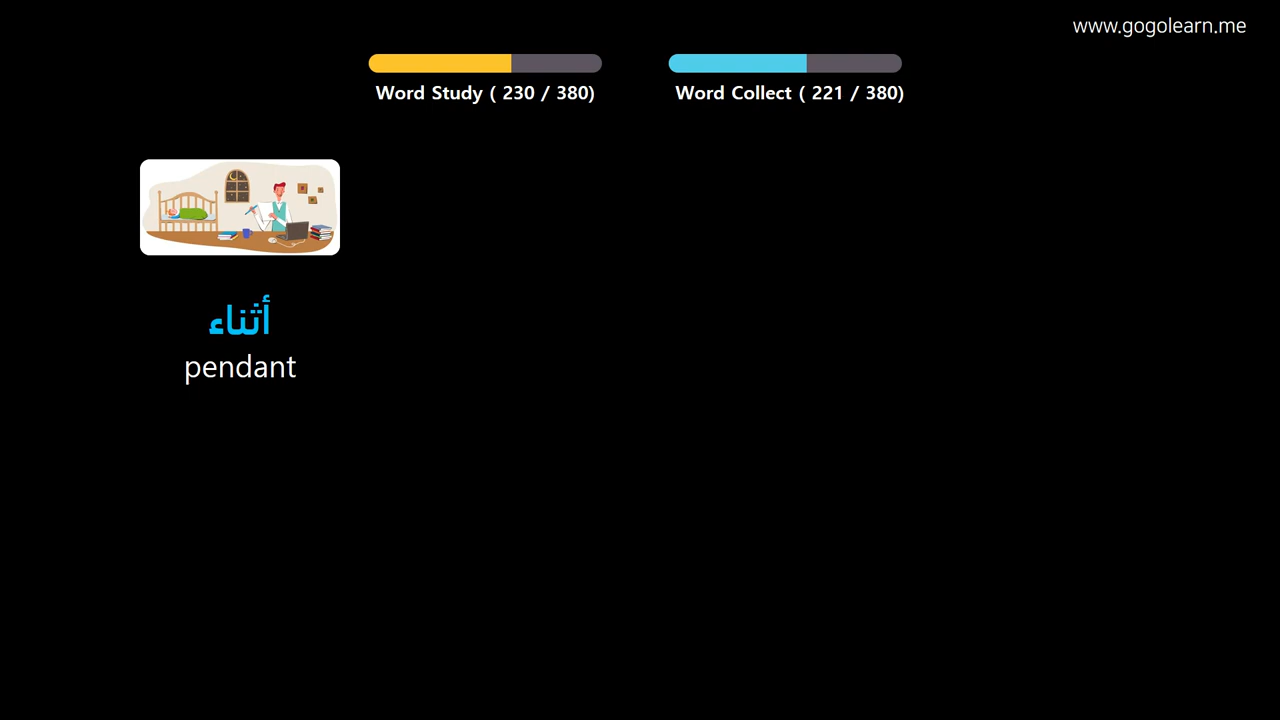 www.gogolearn.me
Word Study ( 230 / 380)
Word Collect ( 221 / 380)
أثناء
pendant